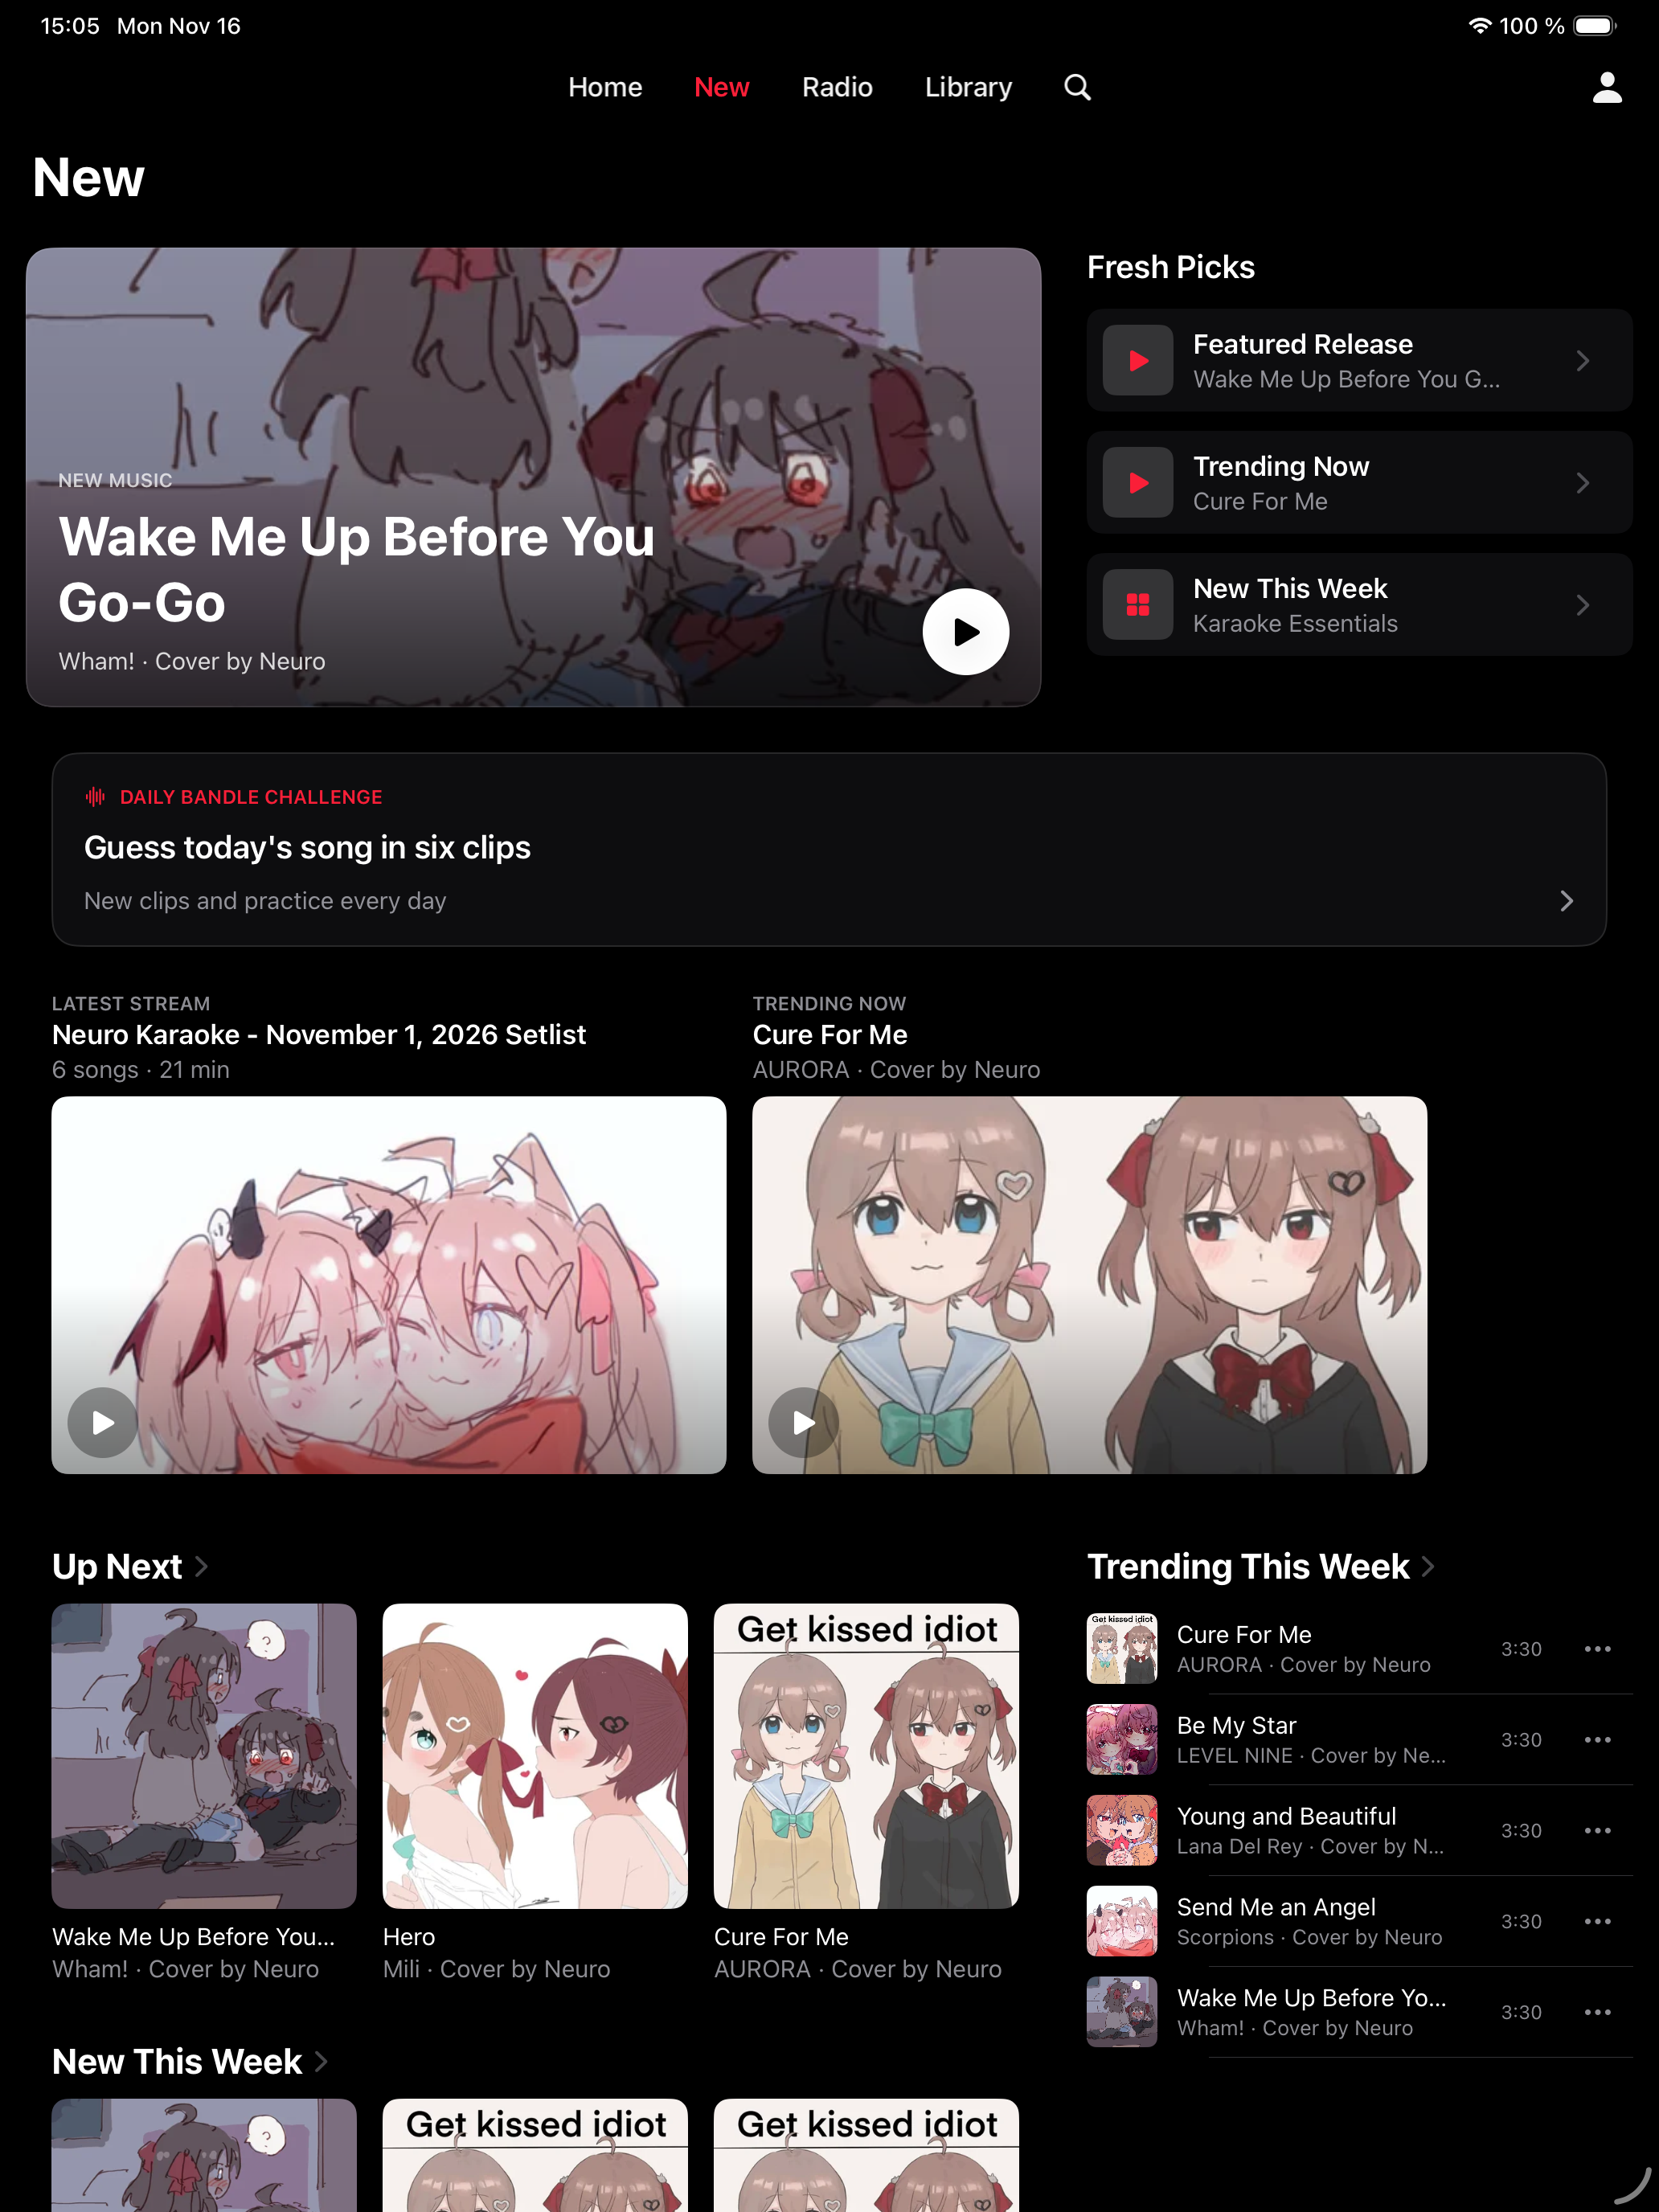 15:05 Mon Nov 16
100 %
Home New Radio Library
New
NEW MUSIC
Wake Me Up Before You
Go-Go
Wham! · Cover by Neuro
Fresh Picks
Featured Release
Wake Me Up Before You G...
Trending Now
Cure For Me
New This Week
Karaoke Essentials
DAILY BANDLE CHALLENGE
Guess today's song in six clips
New clips and practice every day
LATEST STREAM
Neuro Karaoke - November 1, 2026 Setlist
6 songs · 21 min
TRENDING NOW
Cure For Me
AURORA · Cover by Neuro
Up Next
?
Get kissed idiot
Wake Me Up Before You...
Wham! · Cover by Neuro
Hero
Mili · Cover by Neuro
Cure For Me
AURORA · Cover by Neuro
Trending This Week
Get kissed idiot
Cure For Me
AURORA · Cover by Neuro
3:30
Be My Star
LEVEL NINE · Cover by Ne...
3:30
Young and Beautiful
Lana Del Rey · Cover by N...
3:30
Send Me an Angel
Scorpions · Cover by Neuro
3:30
Wake Me Up Before Yo...
Wham! · Cover by Neuro
3:30
New This Week
?
Get kissed idiot
Get kissed idiot